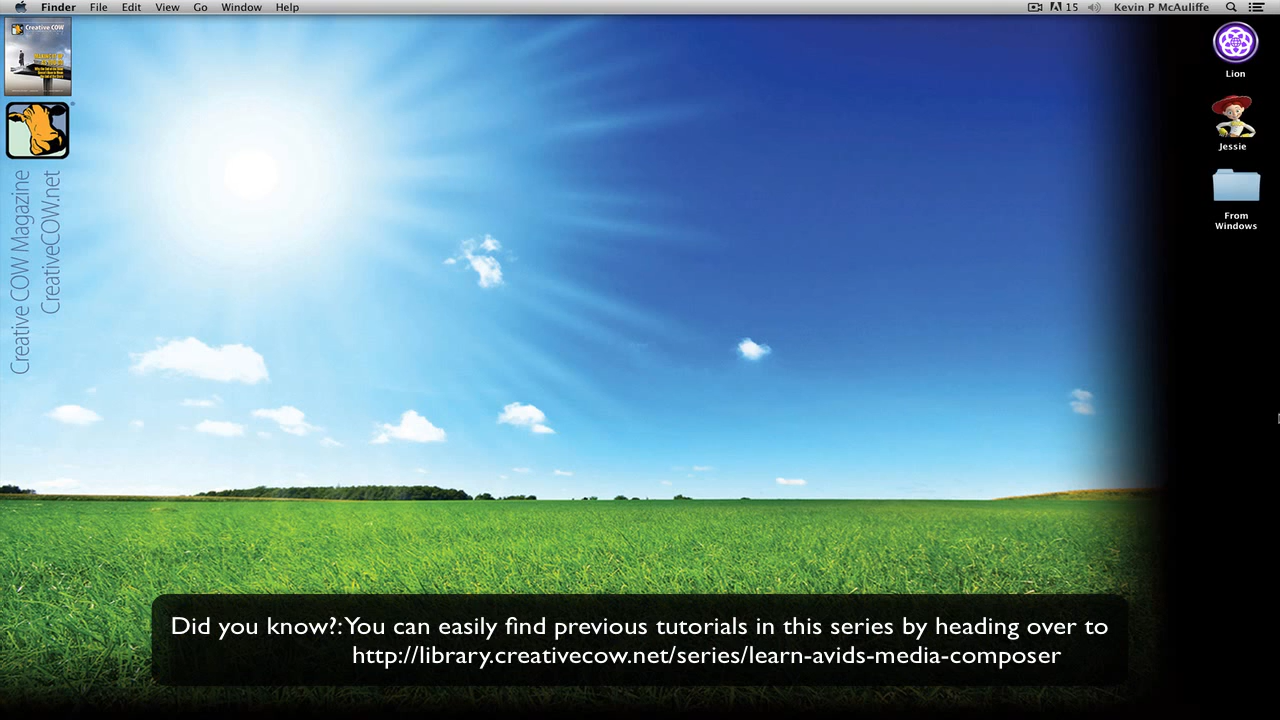 Finder File Edit View Go Window Help
15 Kevin P McAuliffe
Creative COW
Creative COW Magazine
CreativeCOW.net
Lion
Jessie
From
Windows
Did you know?: You can easily find previous tutorials in this series by heading over to
http://library.creativecow.net/series/learn-avids-media-composer